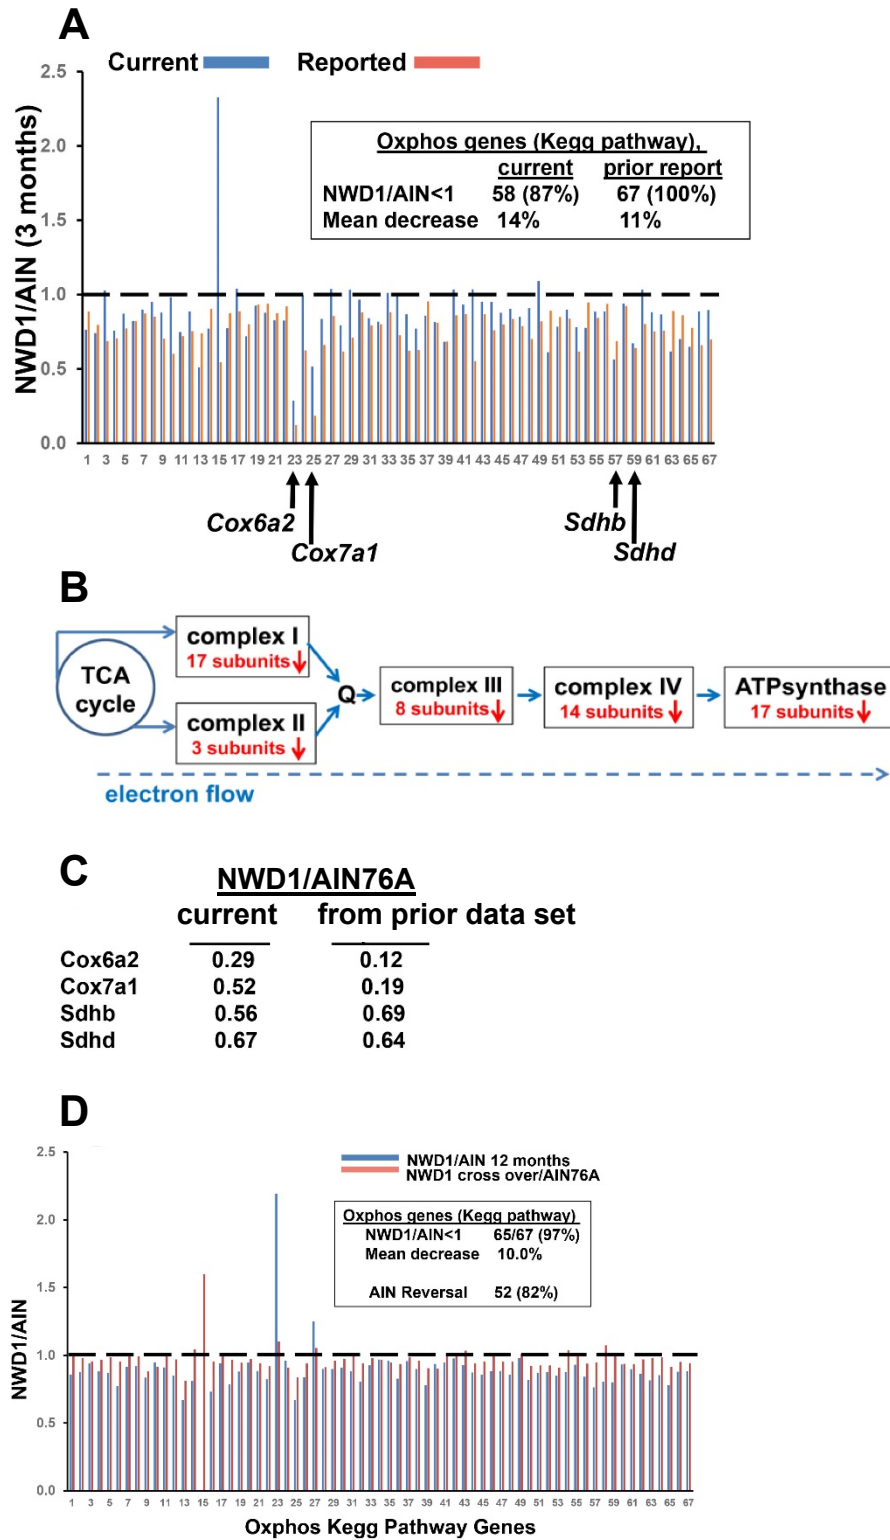 A
Current Reported
2.5
2.0
1.5
1.0
0.5
0.0
NWD1/AIN (3 months)
Oxphos genes (Kegg pathway),
current prior report
NWD1/AIN<1 58 (87%) 67 (100%)
Mean decrease 14% 11%
1 3 5 7 9 11 13 15 17 19 21 23 25 27 29 31 33 35 37 39 41 43 45 47 49 51 53 55 57 59 61 63 65 67
Cox6a2 Sdhb
Cox7a1 Sdhd
B
TCA
cycle
complex I
17 subunits
complex II
3 subunits
Q
complex III
8 subunits
complex IV
14 subunits
ATPsynthase
17 subunits
electron flow
C
NWD1/AIN76A
current from prior data set
Cox6a2 0.29 0.12
Cox7a1 0.52 0.19
Sdhb 0.56 0.69
Sdhd 0.67 0.64
D
NWD1/AIN 12 months
NWD1 cross over/AIN76A
2.5
2.0
1.5
1.0
0.5
0.0
NWD1/AIN
Oxphos genes (Kegg pathway)
NWD1/AIN<1 65/67 (97%)
Mean decrease 10.0%
AIN Reversal 52 (82%)
1 3 5 7 9 11 13 15 17 19 21 23 25 27 29 31 33 35 37 39 41 43 45 47 49 51 53 55 57 59 61 63 65 67
Oxphos Kegg Pathway Genes